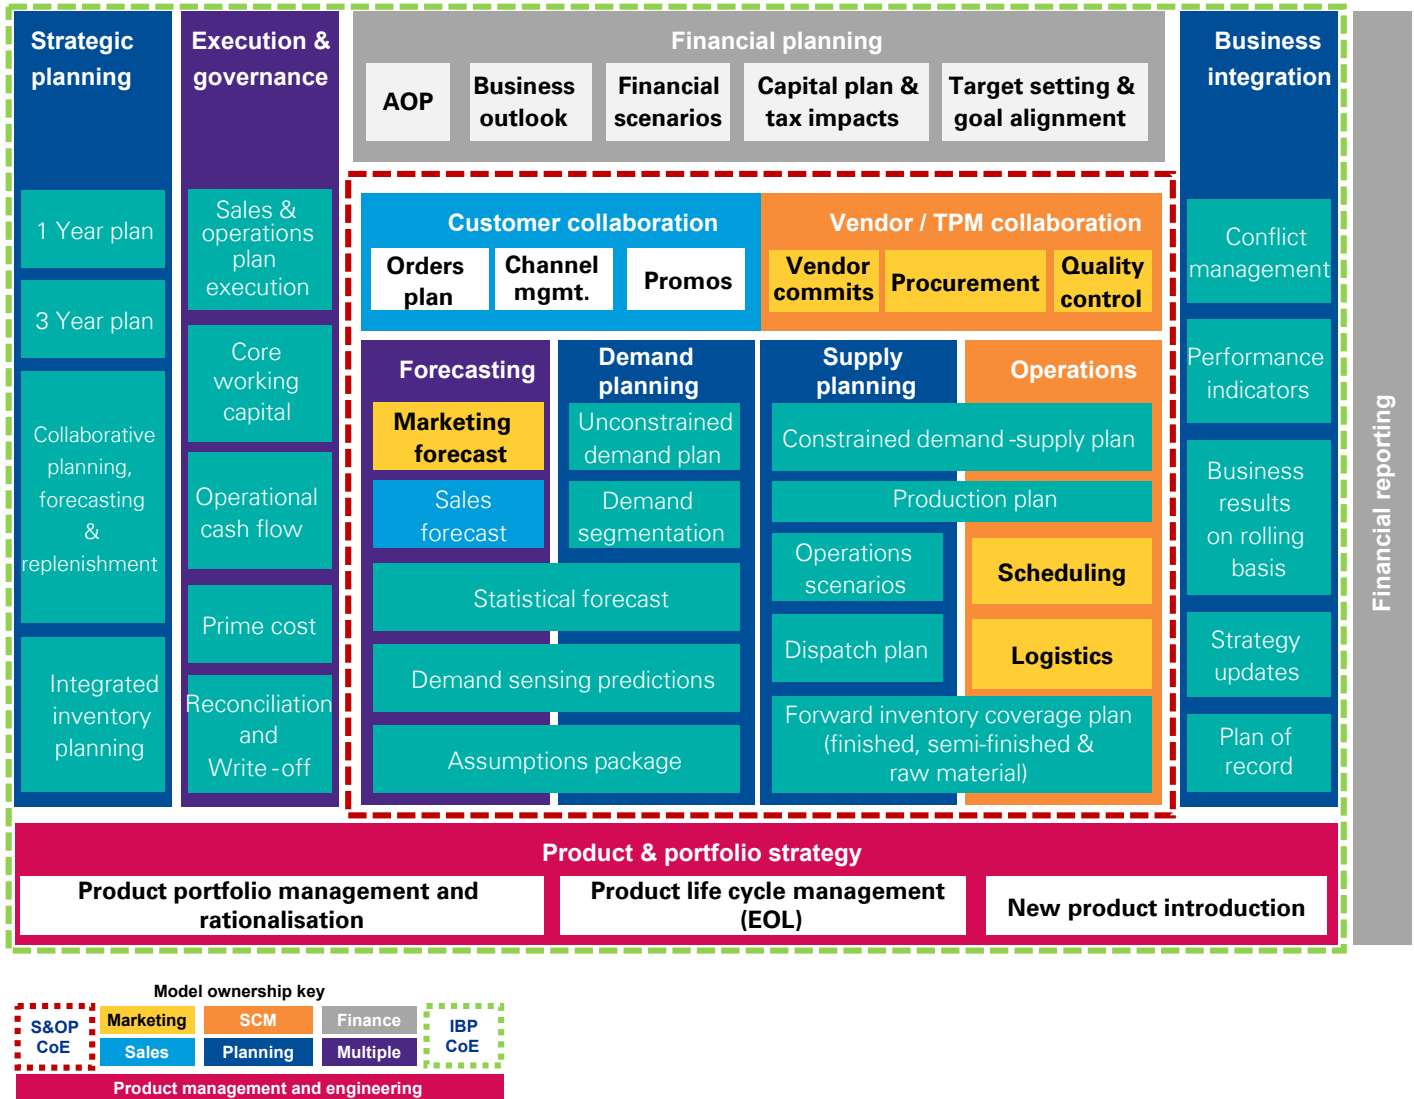 Strategic
planning
1 Year plan
3 Year plan
Collaborative
planning,
forecasting
&
replenishment
Integrated
inventory
planning
Execution &
governance
Sales &
operations
plan
execution
Core
working
capital
Operational
cash flow
Prime cost
Reconciliation
and
Write-off
Financial planning
AOP
Business
outlook
Financial
scenarios
Capital plan &
tax impacts
Target setting &
goal alignment
Customer collaboration
Orders
plan
Channel
mgmt.
Promos
Vendor / TPM collaboration
Vendor
commits
Procurement
Quality
control
Forecasting
Marketing
forecast
Sales
forecast
Demand
planning
Unconstrained
demand plan
Demand
segmentation
Statistical forecast
Demand sensing predictions
Assumptions package
Supply
planning
Operations
Constrained demand-supply plan
Production plan
Operations
scenarios
Scheduling
Dispatch plan
Logistics
Forward inventory coverage plan
(finished, semi-finished &
raw material)
Business
integration
Conflict
management
Performance
indicators
Business
results
on rolling
basis
Strategy
updates
Plan of
record
Financial reporting
Product & portfolio strategy
Product portfolio management and
rationalisation
Product life cycle management
(EOL)
New product introduction
Model ownership key
S&OP
CoE
Marketing
SCM
Finance
Sales
Planning
Multiple
IBP
CoE
Product management and engineering